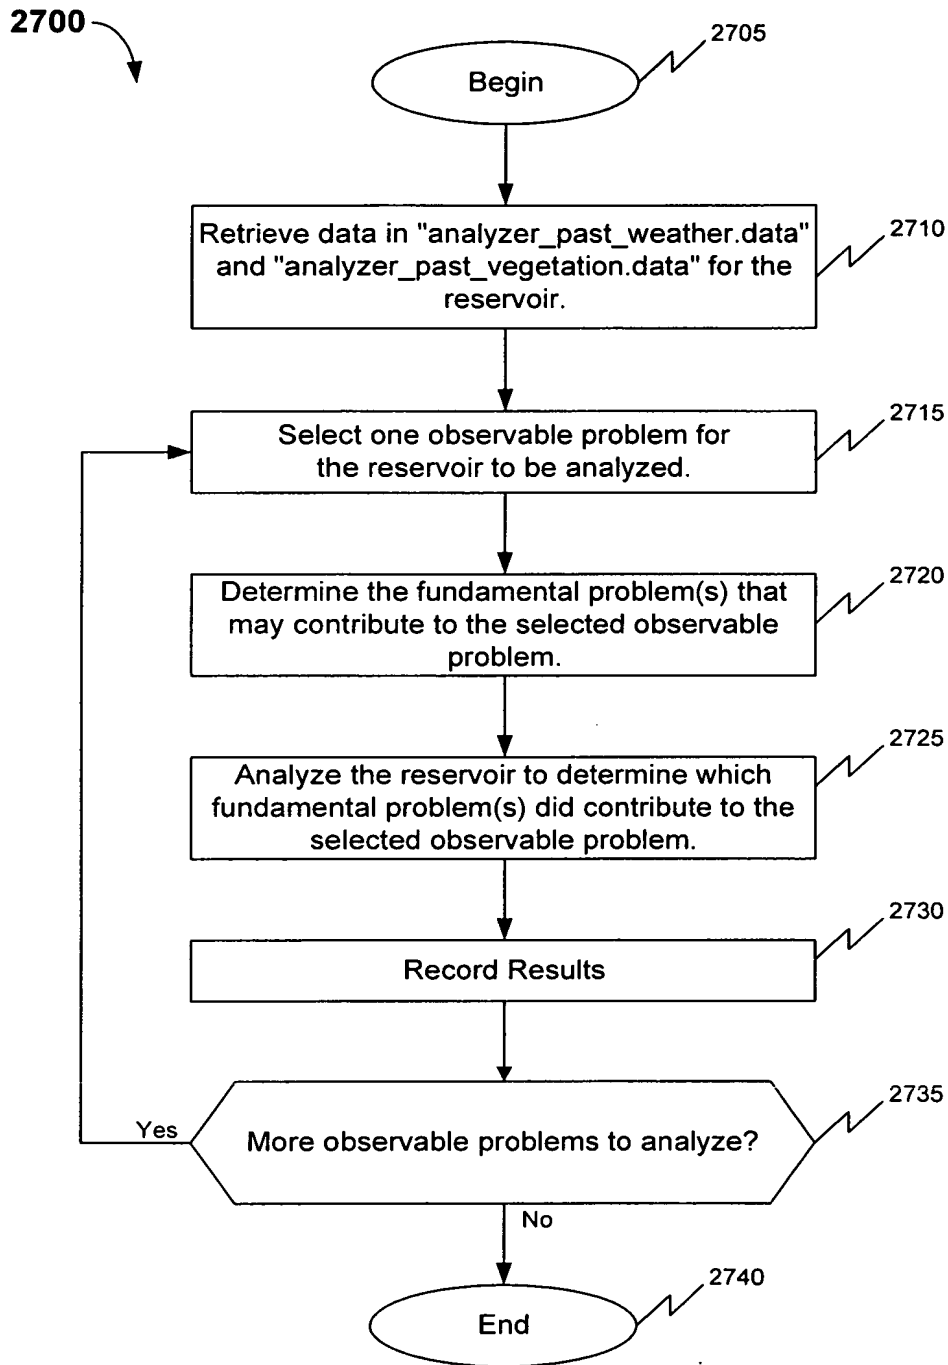 2700
2705
Begin
2710
Retrieve data in "analyzer_past_weather.data"
and "analyzer_past_vegetation.data" for the
reservoir.
2715
Select one observable problem for
the reservoir to be analyzed.
2720
Determine the fundamental problem(s) that
may contribute to the selected observable
problem.
2725
Analyze the reservoir to determine which
fundamental problem(s) did contribute to the
selected observable problem.
2730
Record Results
2735
Yes
More observable problems to analyze?
No
2740
End